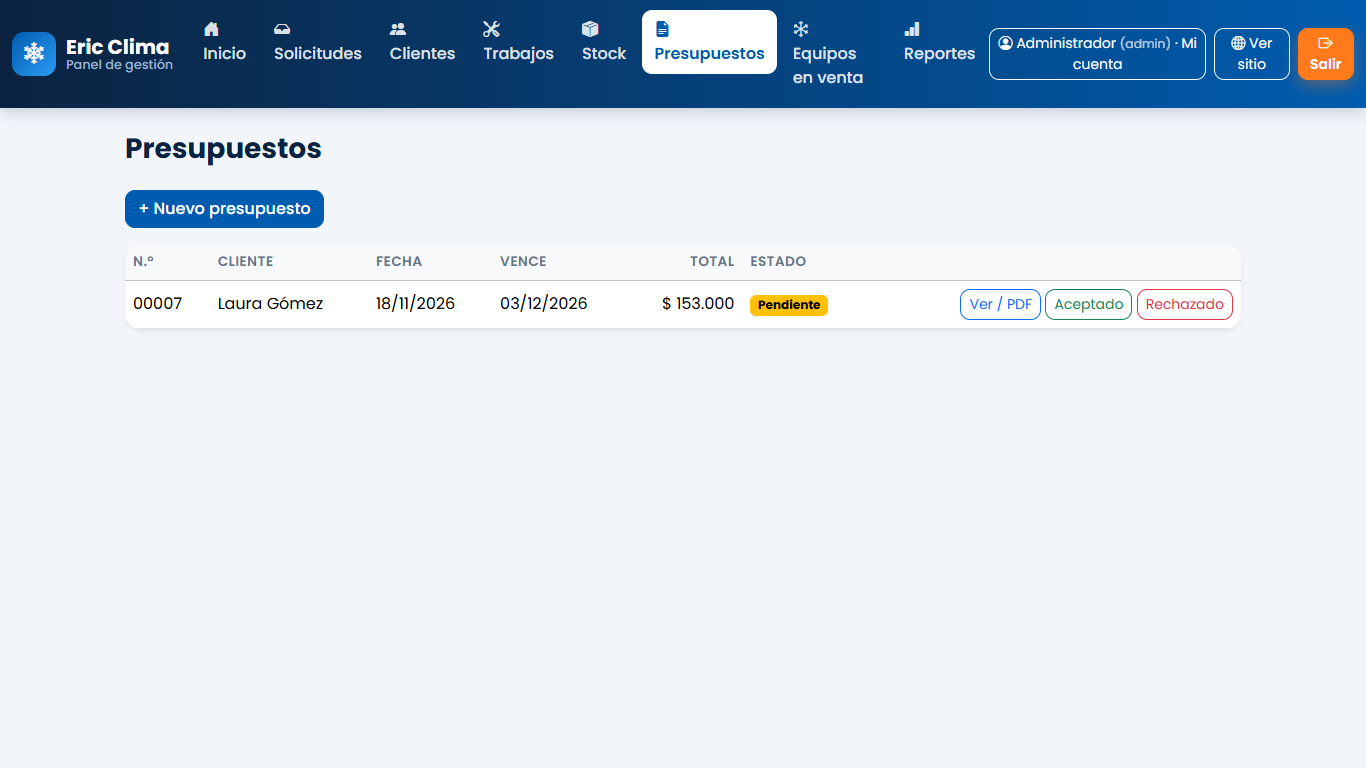 Eric Clima
Panel de gestión
Inicio
Solicitudes
Clientes
Trabajos
Stock
Presupuestos
Equipos
en venta
Reportes
Administrador (admin) · Mi
cuenta
Ver
sitio
Salir
Presupuestos
+ Nuevo presupuesto
N.º CLIENTE FECHA VENCE TOTAL ESTADO
00007 Laura Gómez 18/11/2026 03/12/2026 $ 153.000 Pendiente Ver / PDF Aceptado Rechazado